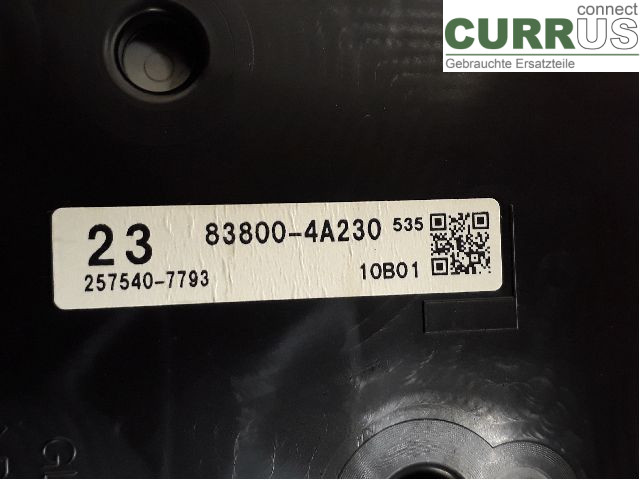 connect
CURRUS
Gebrauchte Ersatzteile
23 83800-4A230 535
257540-7793 10B01